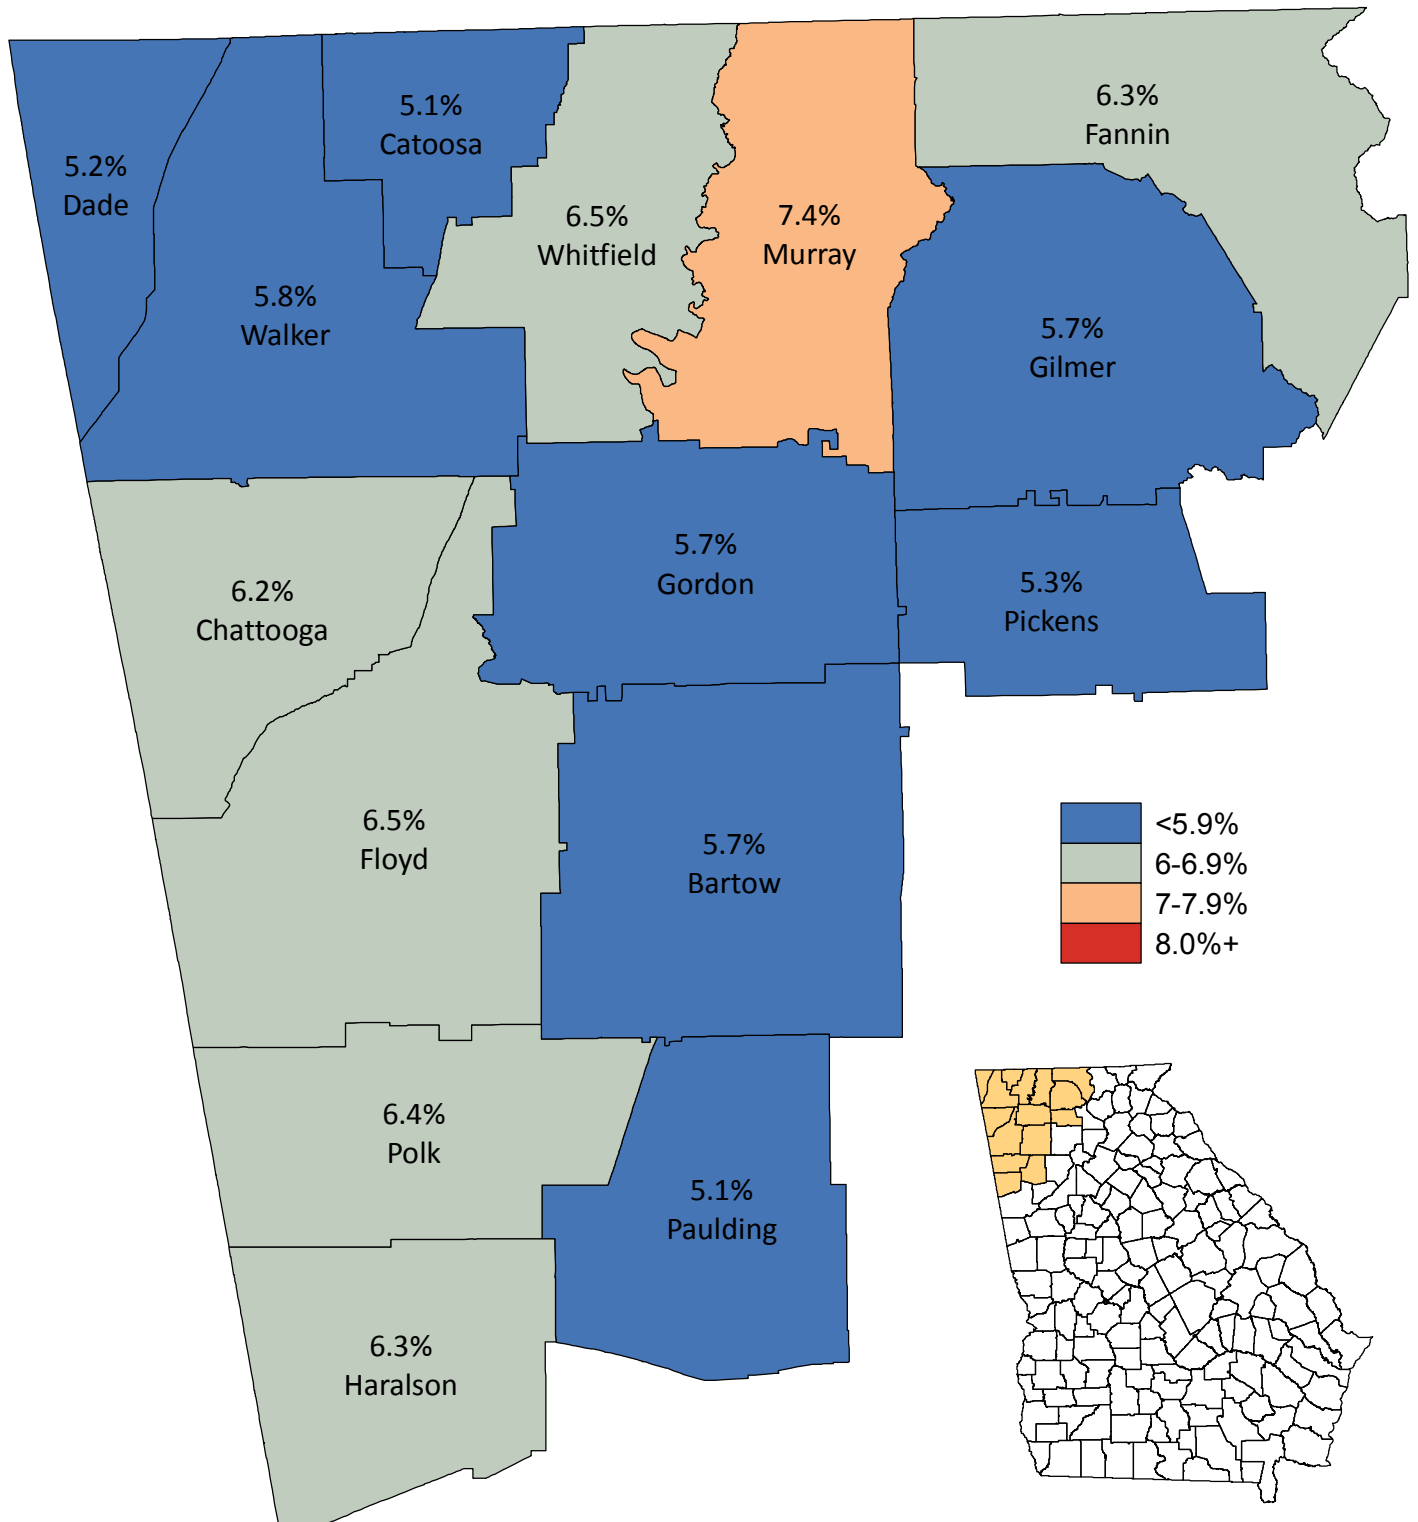 5.2%
Dade
5.1%
Catoosa
5.8%
Walker
6.5%
Whitfield
7.4%
Murray
6.3%
Fannin
5.7%
Gilmer
6.2%
Chattooga
5.7%
Gordon
5.3%
Pickens
6.5%
Floyd
5.7%
Bartow
6.4%
Polk
5.1%
Paulding
6.3%
Haralson
<5.9%
6-6.9%
7-7.9%
8.0%+